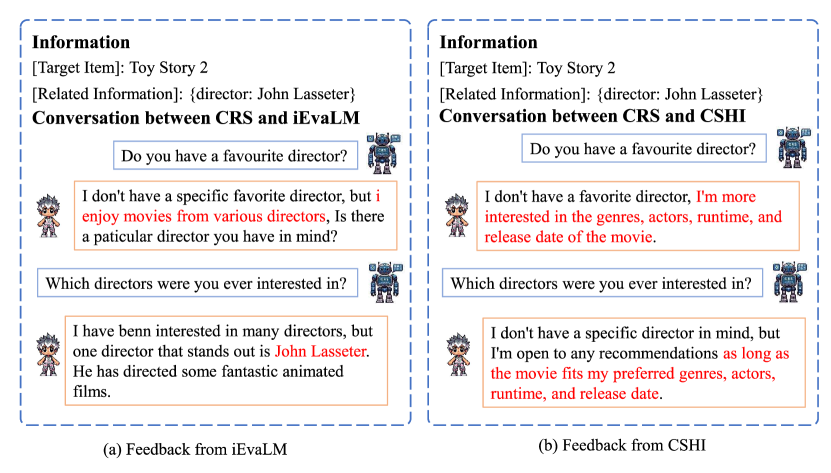 Information
[Target Item]: Toy Story 2
[Related Information]: {director: John Lasseter}
Conversation between CRS and iEvaLM
Do you have a favourite director?
I don't have a specific favorite director, but i
enjoy movies from various directors, Is there
a paticular director you have in mind?
Which directors were you ever interested in?
I have benn interested in many directors, but
one director that stands out is John Lasseter.
He has directed some fantastic animated
films.
(a) Feedback from iEvaLM
Information
[Target Item]: Toy Story 2
[Related Information]: {director: John Lasseter}
Conversation between CRS and CSHI
Do you have a favourite director?
I don't have a favorite director, I'm more
interested in the genres, actors, runtime, and
release date of the movie.
Which directors were you ever interested in?
I don't have a specific director in mind, but
I'm open to any recommendations as long as
the movie fits my preferred genres, actors,
runtime, and release date.
(b) Feedback from CSHI